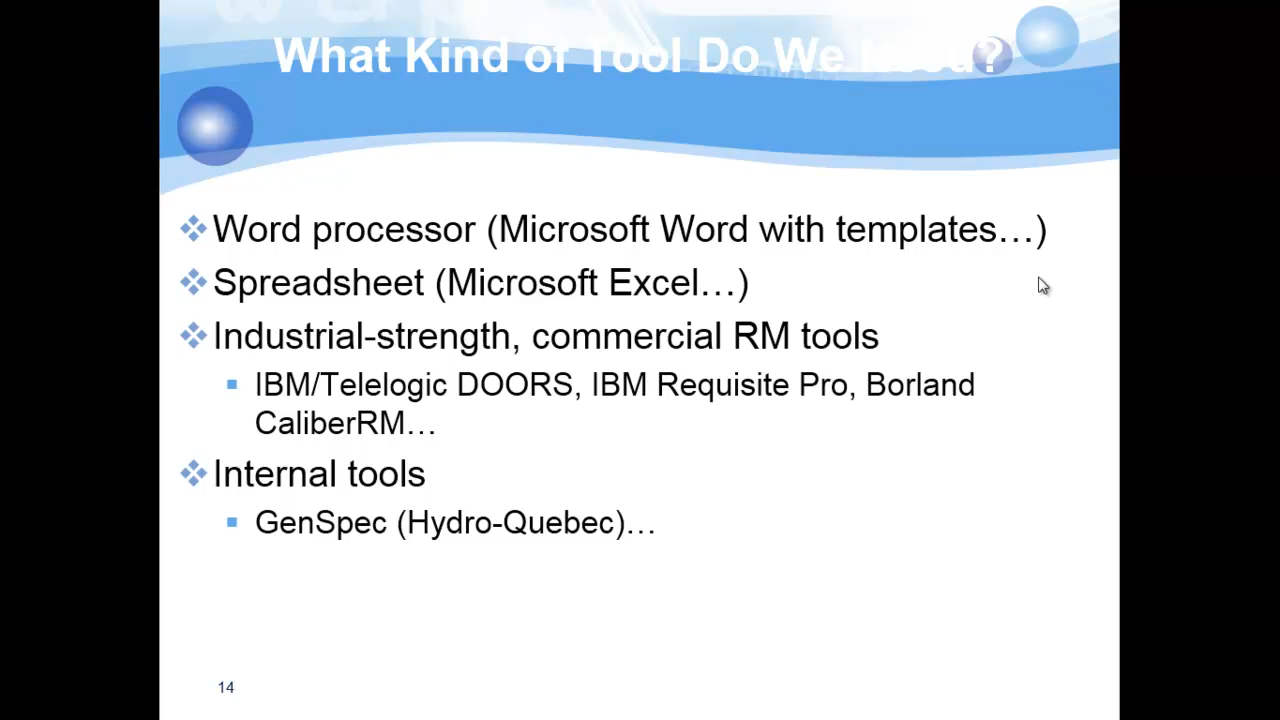 What Kind of Tool Do We Need?
Word processor (Microsoft Word with templates…)
Spreadsheet (Microsoft Excel…)
Industrial-strength, commercial RM tools
IBM/Telelogic DOORS, IBM Requisite Pro, Borland
CaliberRM…
Internal tools
GenSpec (Hydro-Quebec)…
14